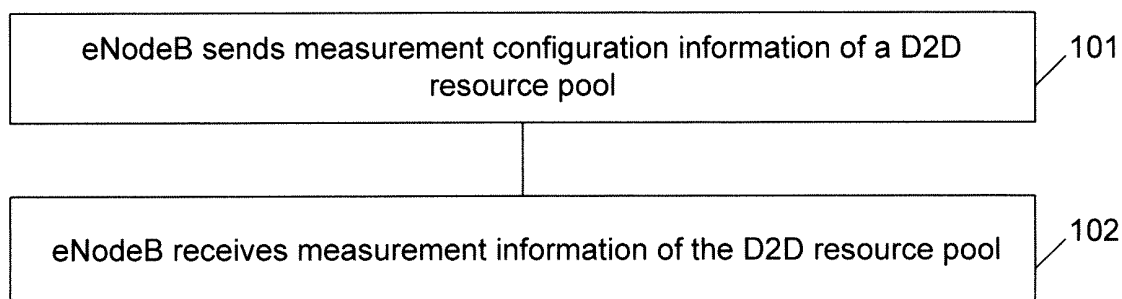 eNodeB sends measurement configuration information of a D2D
resource pool
101
eNodeB receives measurement information of the D2D resource pool
102